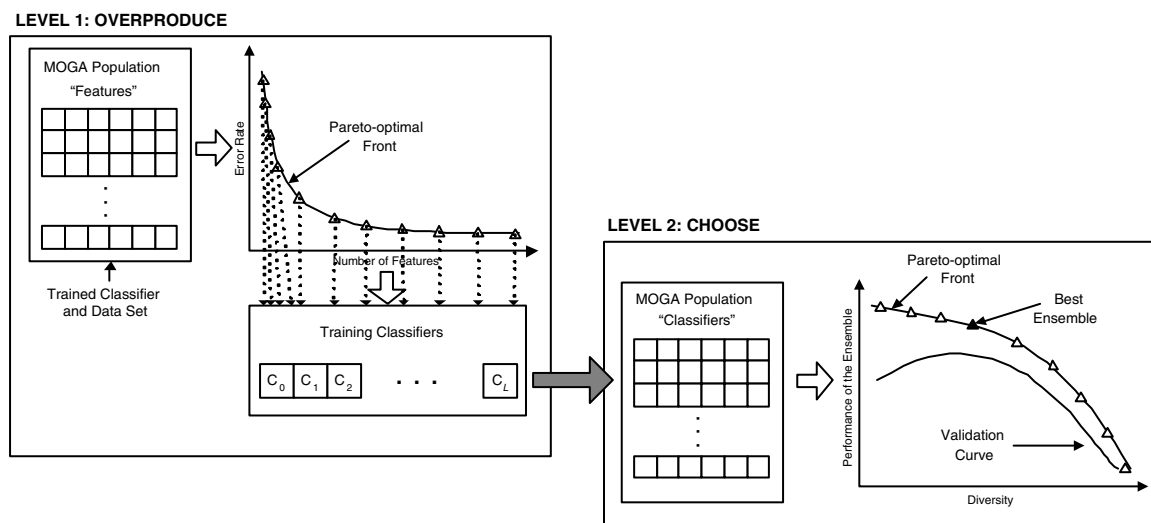 LEVEL 1: OVERPRODUCE
MOGA Population
“Features”
Trained Classifier
and Data Set
Error Rate
Pareto-optimal
Front
Number of Features
Training Classifiers
C0 C1 C2 . . . CL
LEVEL 2: CHOOSE
MOGA Population
“Classifiers”
Performance of the Ensemble
Pareto-optimal
Front
Best
Ensemble
Validation
Curve
Diversity